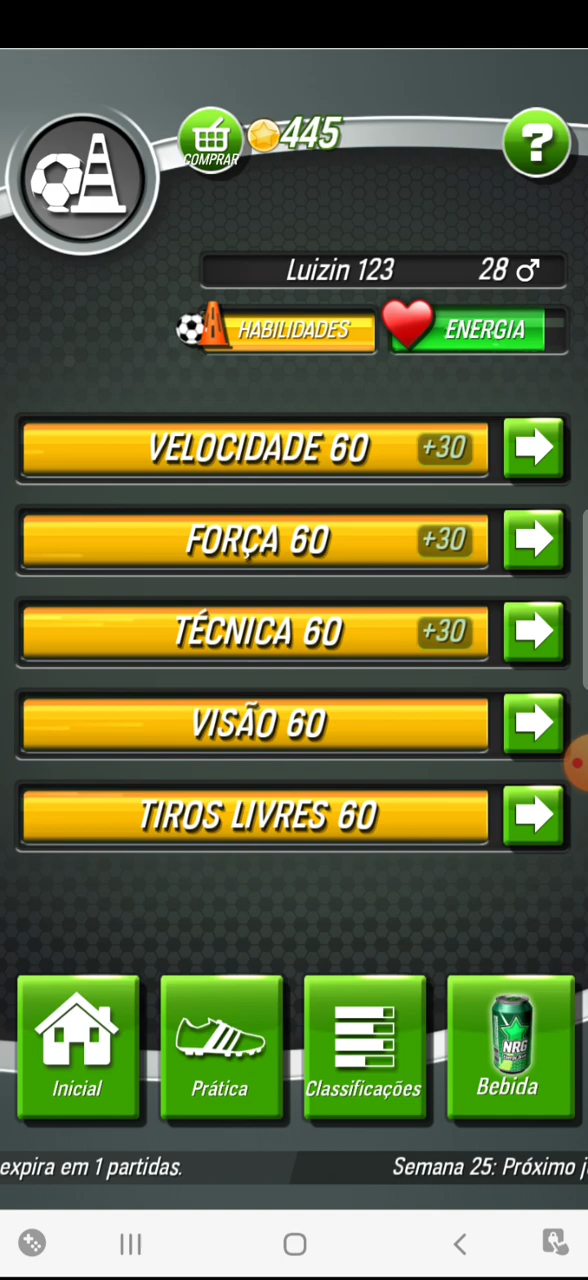 COMPRAR
445
?
Luizin 123 28 ♂
HABILIDADES
ENERGIA
VELOCIDADE 60 +30
FORÇA 60 +30
TÉCNICA 60 +30
VISÃO 60
TIROS LIVRES 60
NRG
Inicial
Prática
Classificações
Bebida
expira em 1 partidas.
Semana 25: Próximo j